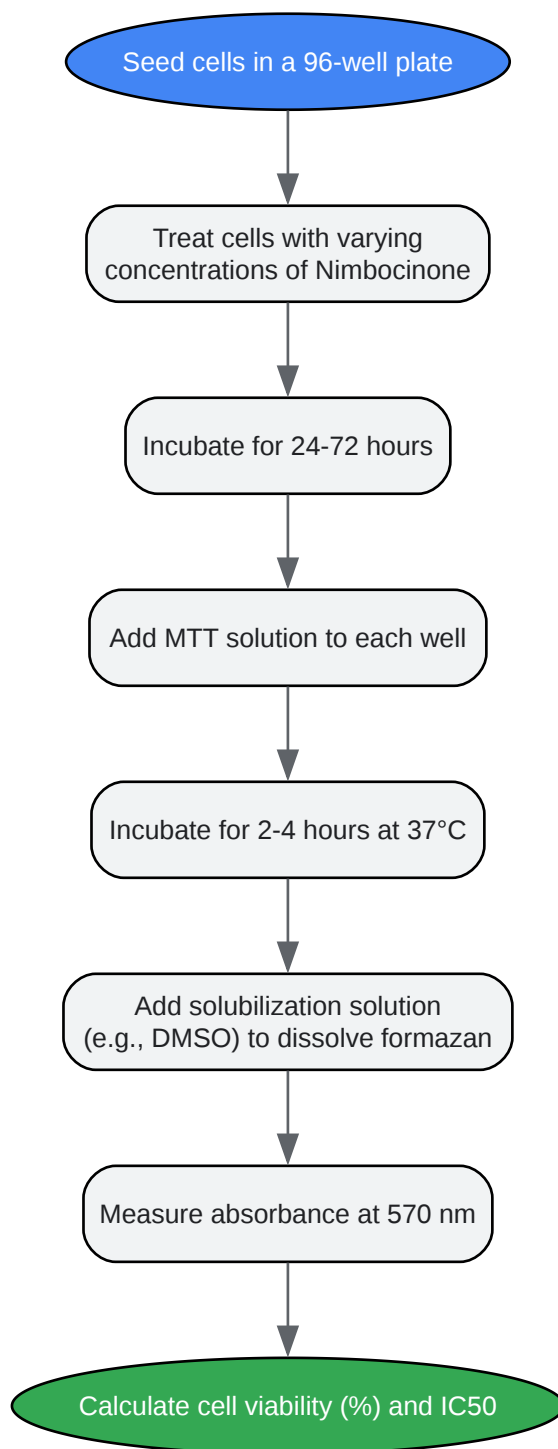 Seed cells in a 96-well plate
Treat cells with varying
concentrations of Nimbocinone
Incubate for 24-72 hours
Add MTT solution to each well
Incubate for 2-4 hours at 37°C
Add solubilization solution
(e.g., DMSO) to dissolve formazan
Measure absorbance at 570 nm
Calculate cell viability (%) and IC50